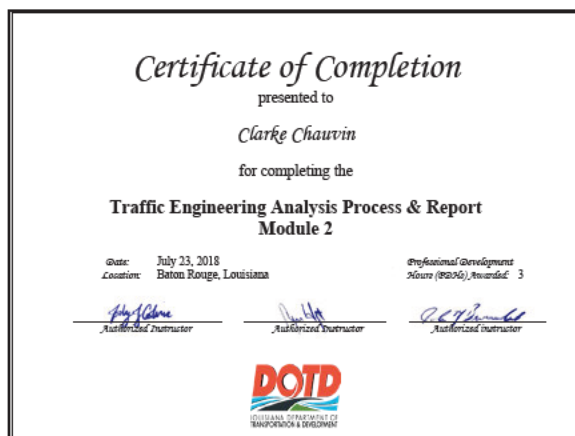 Certificate of Completion
presented to
Clarke Chauvin
for completing the
Traffic Engineering Analysis Process & Report
Module 2
Date: July 23, 2018
Location: Baton Rouge, Louisiana
Professional Development
Hours (PDHs) Awarded: 3
Authorized Instructor
Authorized Instructor
Authorized instructor
DOTD
LOUISIANA DEPARTMENT OF
TRANSPORTATION & DEVELOPMENT